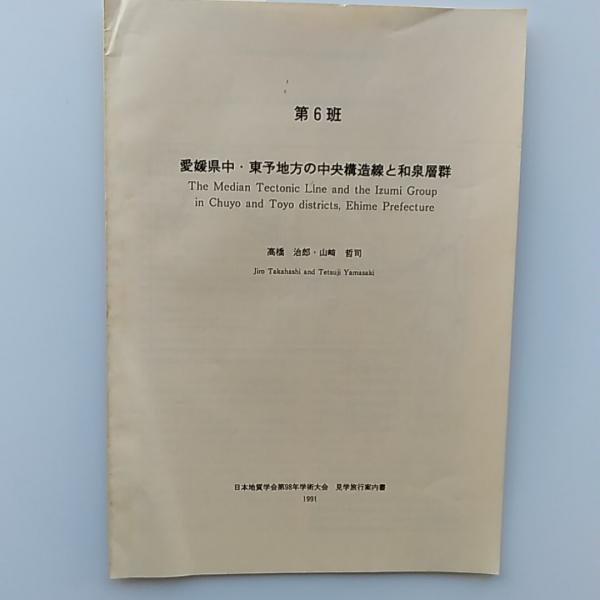 第6班
愛媛県中・東予地方の中央構造線と和泉層群
The Median Tectonic Line and the Izumi Group
in Chuyo and Toyo districts, Ehime Prefecture
高橋 治郎・山崎 哲司
Jiro Takahashi and Tetsuji Yamasaki
日本地質学会第98年学術大会 見学旅行案内書
1991